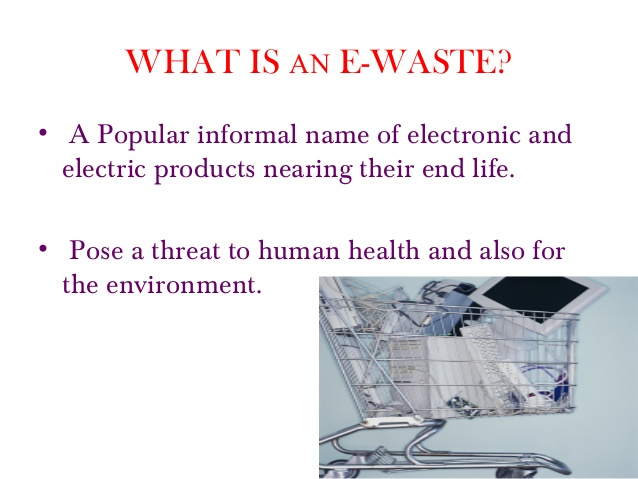 WHAT IS AN E-WASTE?
• A Popular informal name of electronic and
electric products nearing their end life.
• Pose a threat to human health and also for
the environment.